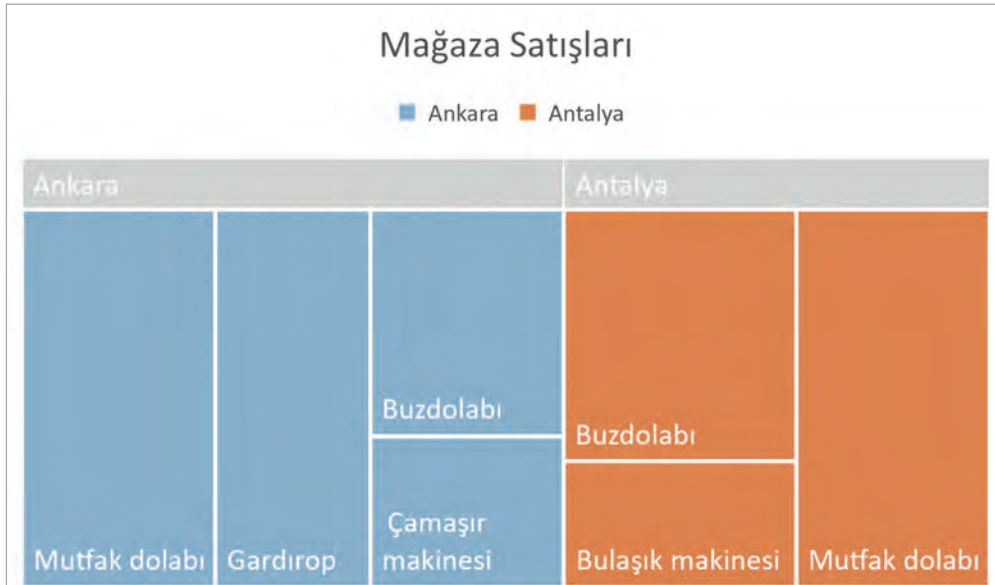 Mağaza Satışları
Ankara Antalya
Ankara
Antalya
Mutfak dolabı
Gardırop
Buzdolabı
Çamaşır
makinesi
Buzdolabı
Bulaşık makinesi
Mutfak dolabı